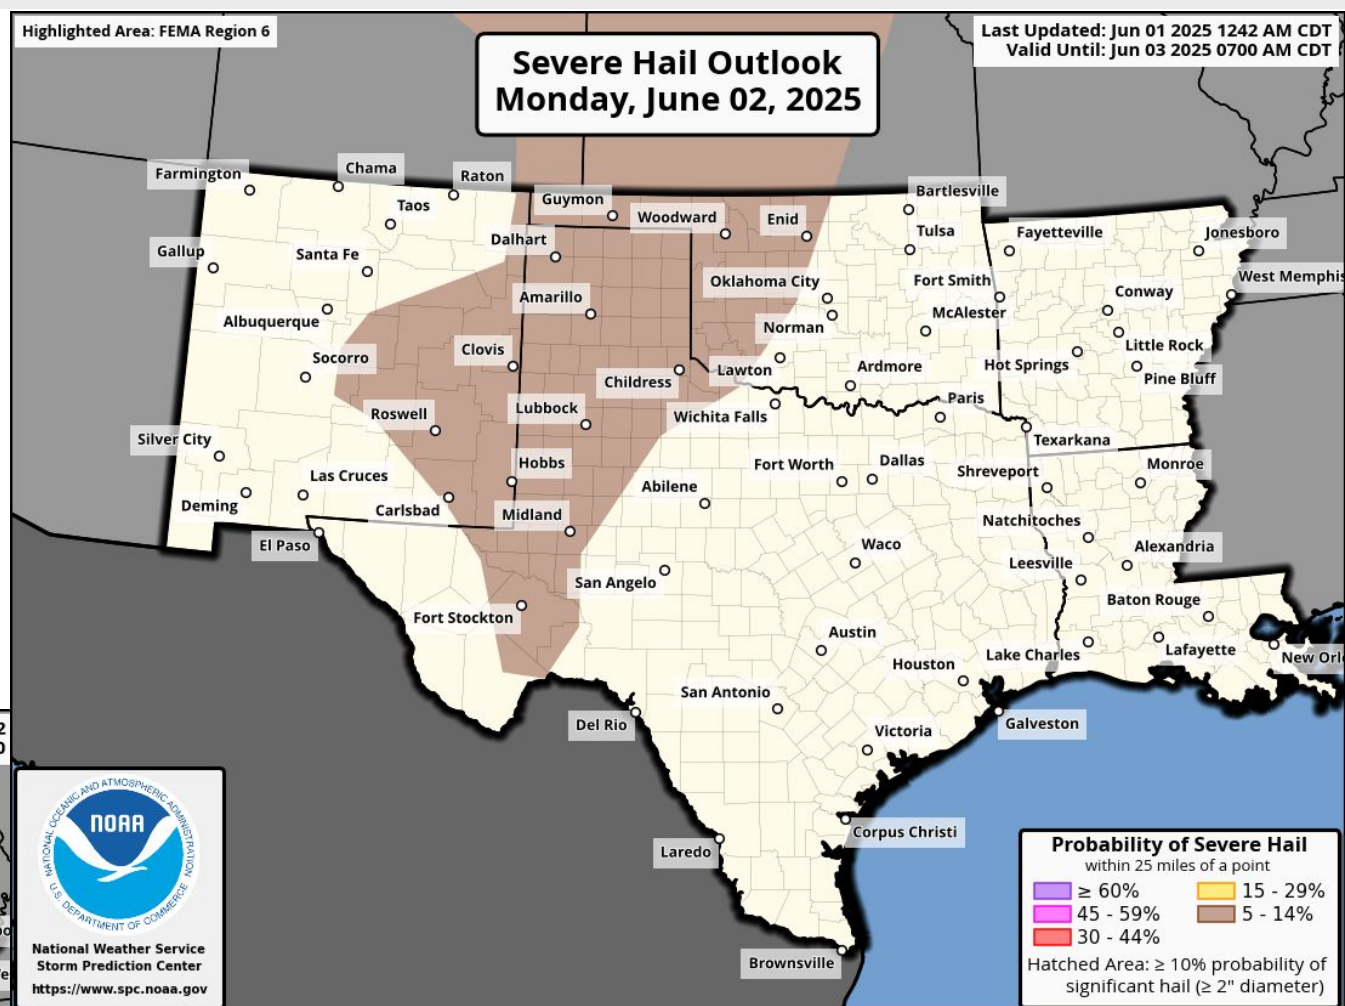 Highlighted Area: FEMA Region 6
Severe Hail Outlook
Monday, June 02, 2025
Last Updated: Jun 01 2025 1242 AM CDT
Valid Until: Jun 03 2025 0700 AM CDT
Farmington
Chama
Raton
Taos
Guymon
Woodward
Enid
Bartlesville
Gallup
Santa Fe
Dalhart
Tulsa
Fayetteville
Jonesboro
Albuquerque
Amarillo
Oklahoma City
Fort Smith
Conway
West Memphis
Norman
McAlester
Socorro
Clovis
Little Rock
Childress
Lawton
Ardmore
Hot Springs
Pine Bluff
Roswell
Lubbock
Wichita Falls
Paris
Silver City
Texarkana
Las Cruces
Hobbs
Fort Worth
Dallas
Shreveport
Monroe
Deming
Carlsbad
Midland
Abilene
Natchitoches
El Paso
Waco
Alexandria
San Angelo
Leesville
Fort Stockton
Baton Rouge
Austin
Lake Charles
Lafayette
New Orl
Houston
San Antonio
Del Rio
Victoria
Galveston
Laredo
Corpus Christi
Brownsville
2
0
NATIONAL OCEANIC AND ATMOSPHERIC ADMINISTRATION
NOAA
U.S. DEPARTMENT OF COMMERCE
National Weather Service
Storm Prediction Center
https://www.spc.noaa.gov
Probability of Severe Hail
within 25 miles of a point
≥ 60%
15 - 29%
45 - 59%
5 - 14%
30 - 44%
Hatched Area: ≥ 10% probability of
significant hail (≥ 2" diameter)